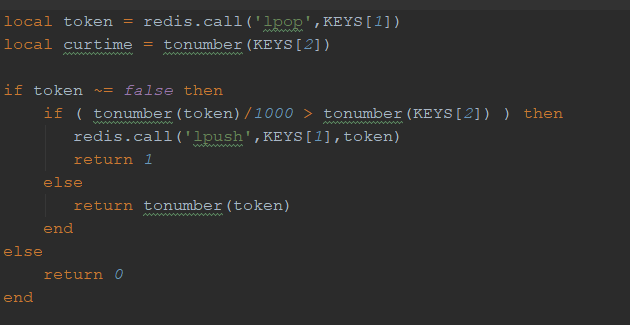 local token = redis.call('lpop',KEYS[1])
local curtime = tonumber(KEYS[2])
if token ~= false then
if ( tonumber(token)/1000 > tonumber(KEYS[2]) ) then
redis.call('lpush',KEYS[1],token)
return 1
else
return tonumber(token)
end
else
return 0
end